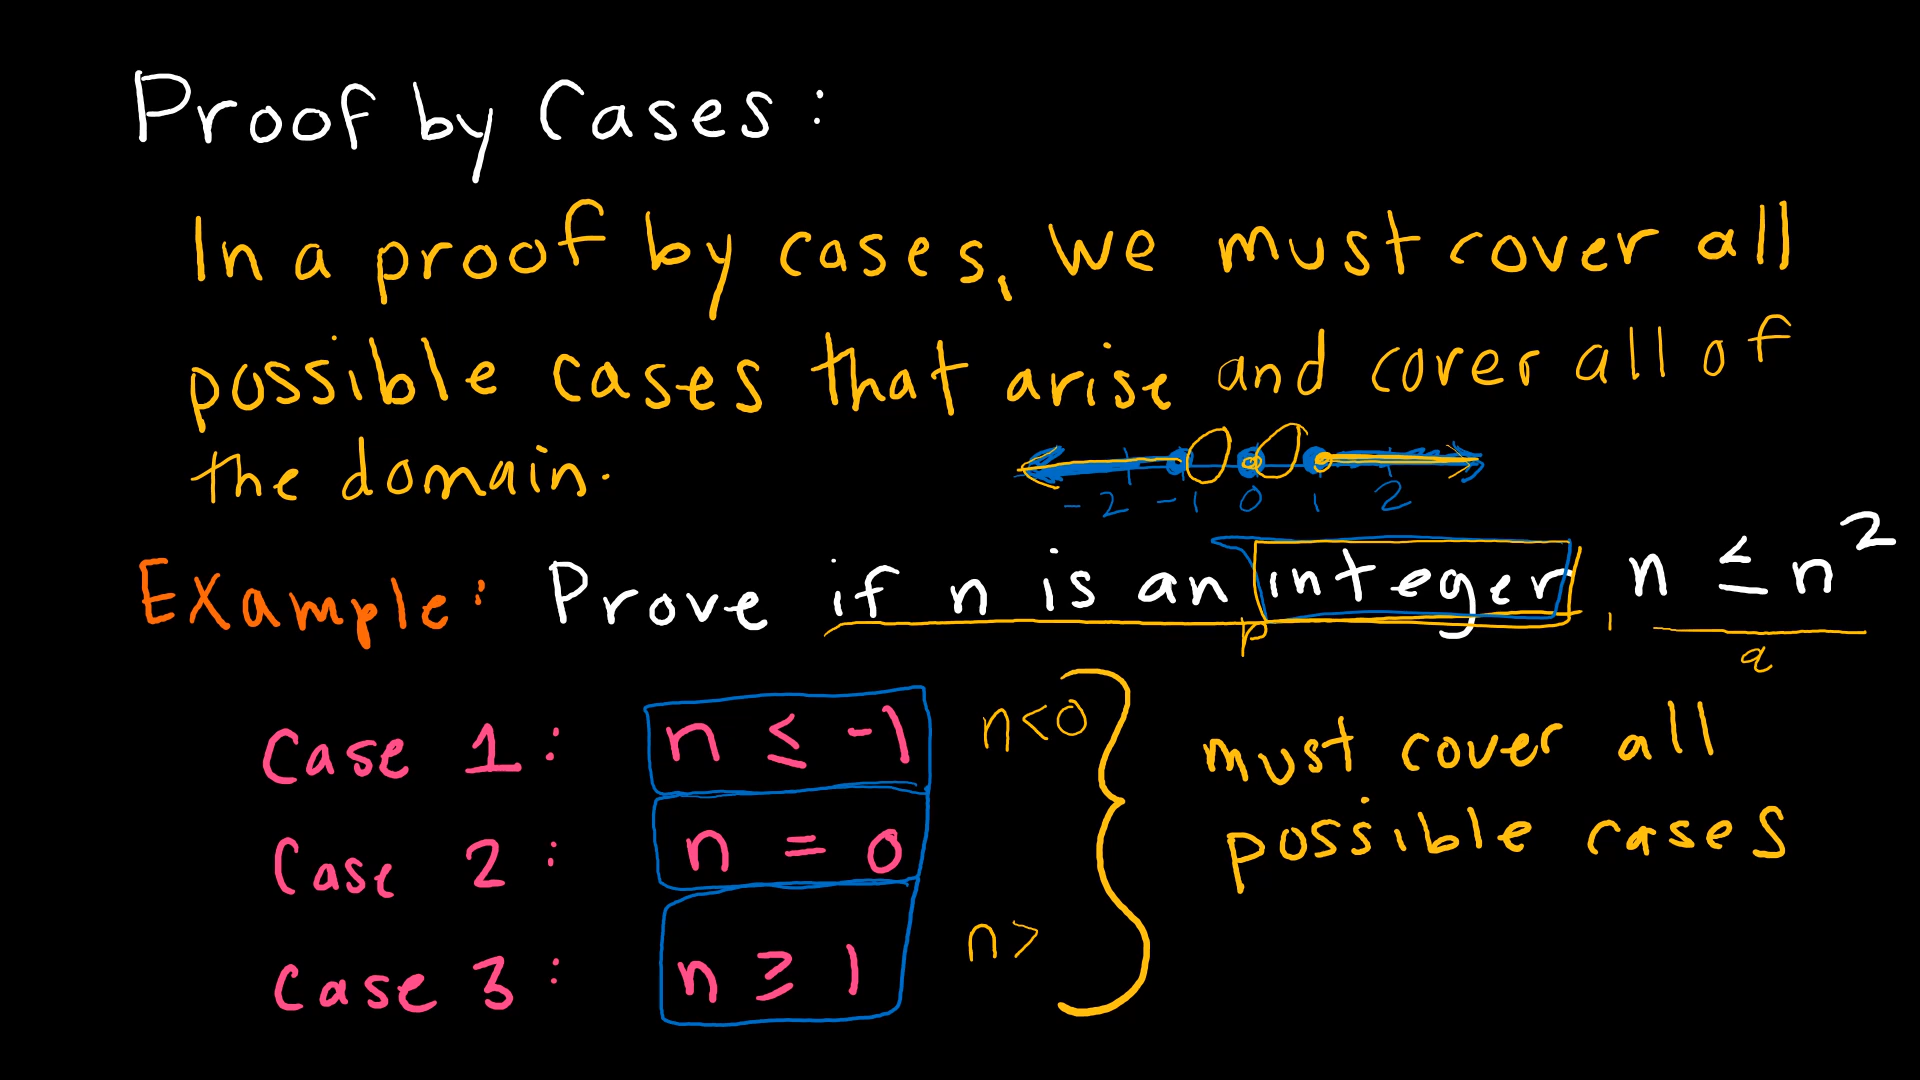 Proof by Cases:
In a proof by cases, we must cover all
possible cases that arise and cover all of
the domain.
-2 -1 0 1 2
Example: Prove if n is an integer, n ≤ n²
p q
Case 1: n ≤ -1 n<0
Case 2: n = 0
Case 3: n ≥ 1 n>
must cover all
possible cases